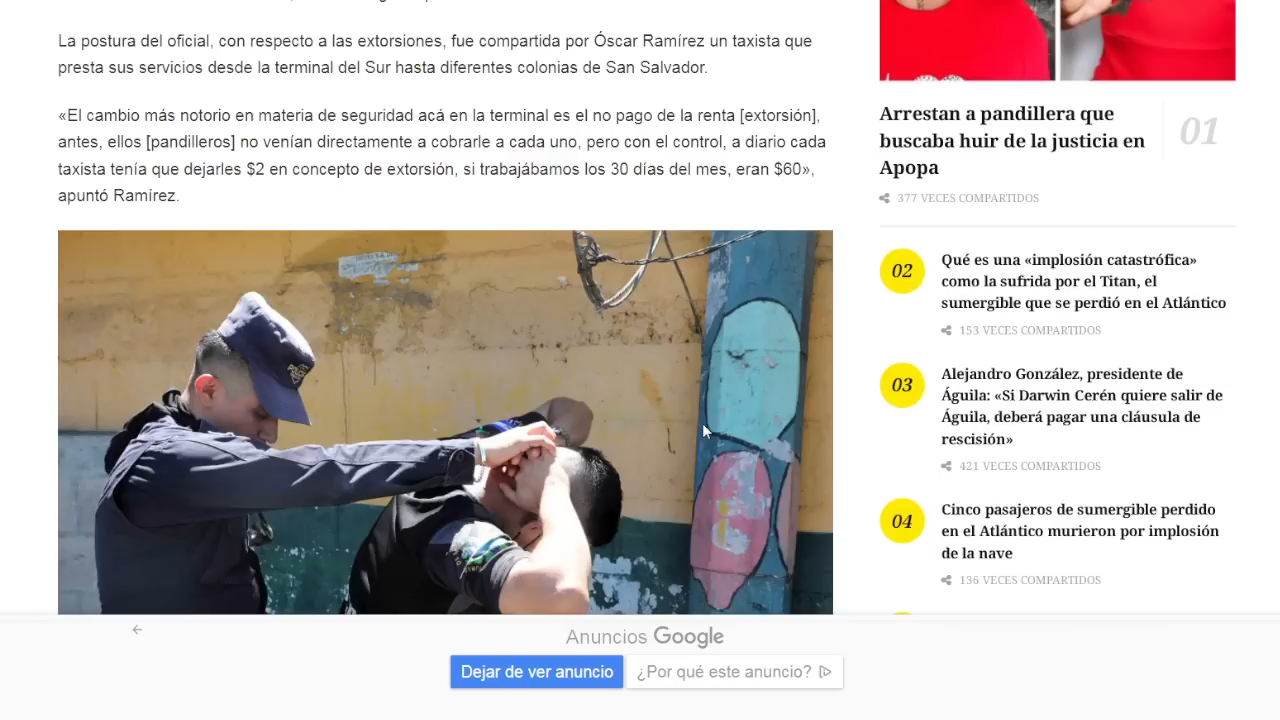 La postura del oficial, con respecto a las extorsiones, fue compartida por Óscar Ramírez un taxista que
presta sus servicios desde la terminal del Sur hasta diferentes colonias de San Salvador.
«El cambio más notorio en materia de seguridad acá en la terminal es el no pago de la renta [extorsión],
antes, ellos [pandilleros] no venían directamente a cobrarle a cada uno, pero con el control, a diario cada
taxista tenía que dejarles $2 en concepto de extorsión, si trabajábamos los 30 días del mes, eran $60»,
apuntó Ramírez.
Arrestan a pandillera que
buscaba huir de la justicia en
Apopa
01
377 VECES COMPARTIDOS
02
Qué es una «implosión catastrófica»
como la sufrida por el Titan, el
sumergible que se perdió en el Atlántico
153 VECES COMPARTIDOS
03
Alejandro González, presidente de
Águila: «Si Darwin Cerén quiere salir de
Águila, deberá pagar una cláusula de
rescisión»
421 VECES COMPARTIDOS
04
Cinco pasajeros de sumergible perdido
en el Atlántico murieron por implosión
de la nave
136 VECES COMPARTIDOS
Anuncios Google
Dejar de ver anuncio
¿Por qué este anuncio?